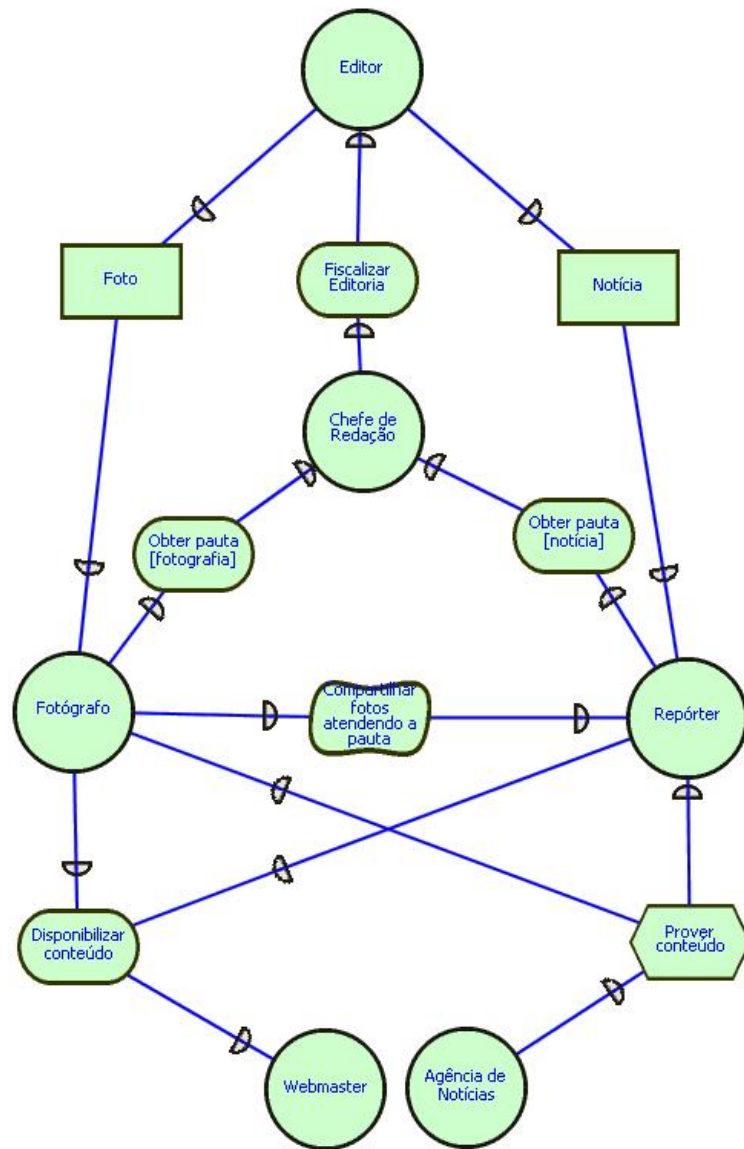 Editor
Foto
Fiscalizar
Editoria
Notícia
Chefe de
Redação
Obter pauta
[fotografia]
Obter pauta
[notícia]
Fotógrafo
Compartilhar
fotos
atendendo a
pauta
Repórter
Disponibilizar
conteúdo
Prover
conteúdo
Webmaster
Agência de
Notícias